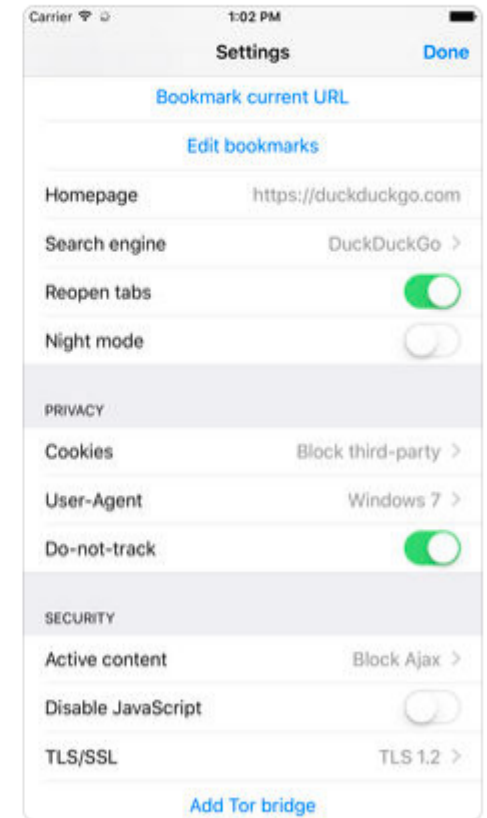 Carrier 1:02 PM
Settings Done
Bookmark current URL
Edit bookmarks
Homepage https://duckduckgo.com
Search engine DuckDuckGo >
Reopen tabs
Night mode
PRIVACY
Cookies Block third-party >
User-Agent Windows 7 >
Do-not-track
SECURITY
Active content Block Ajax >
Disable JavaScript
TLS/SSL TLS 1.2 >
Add Tor bridge